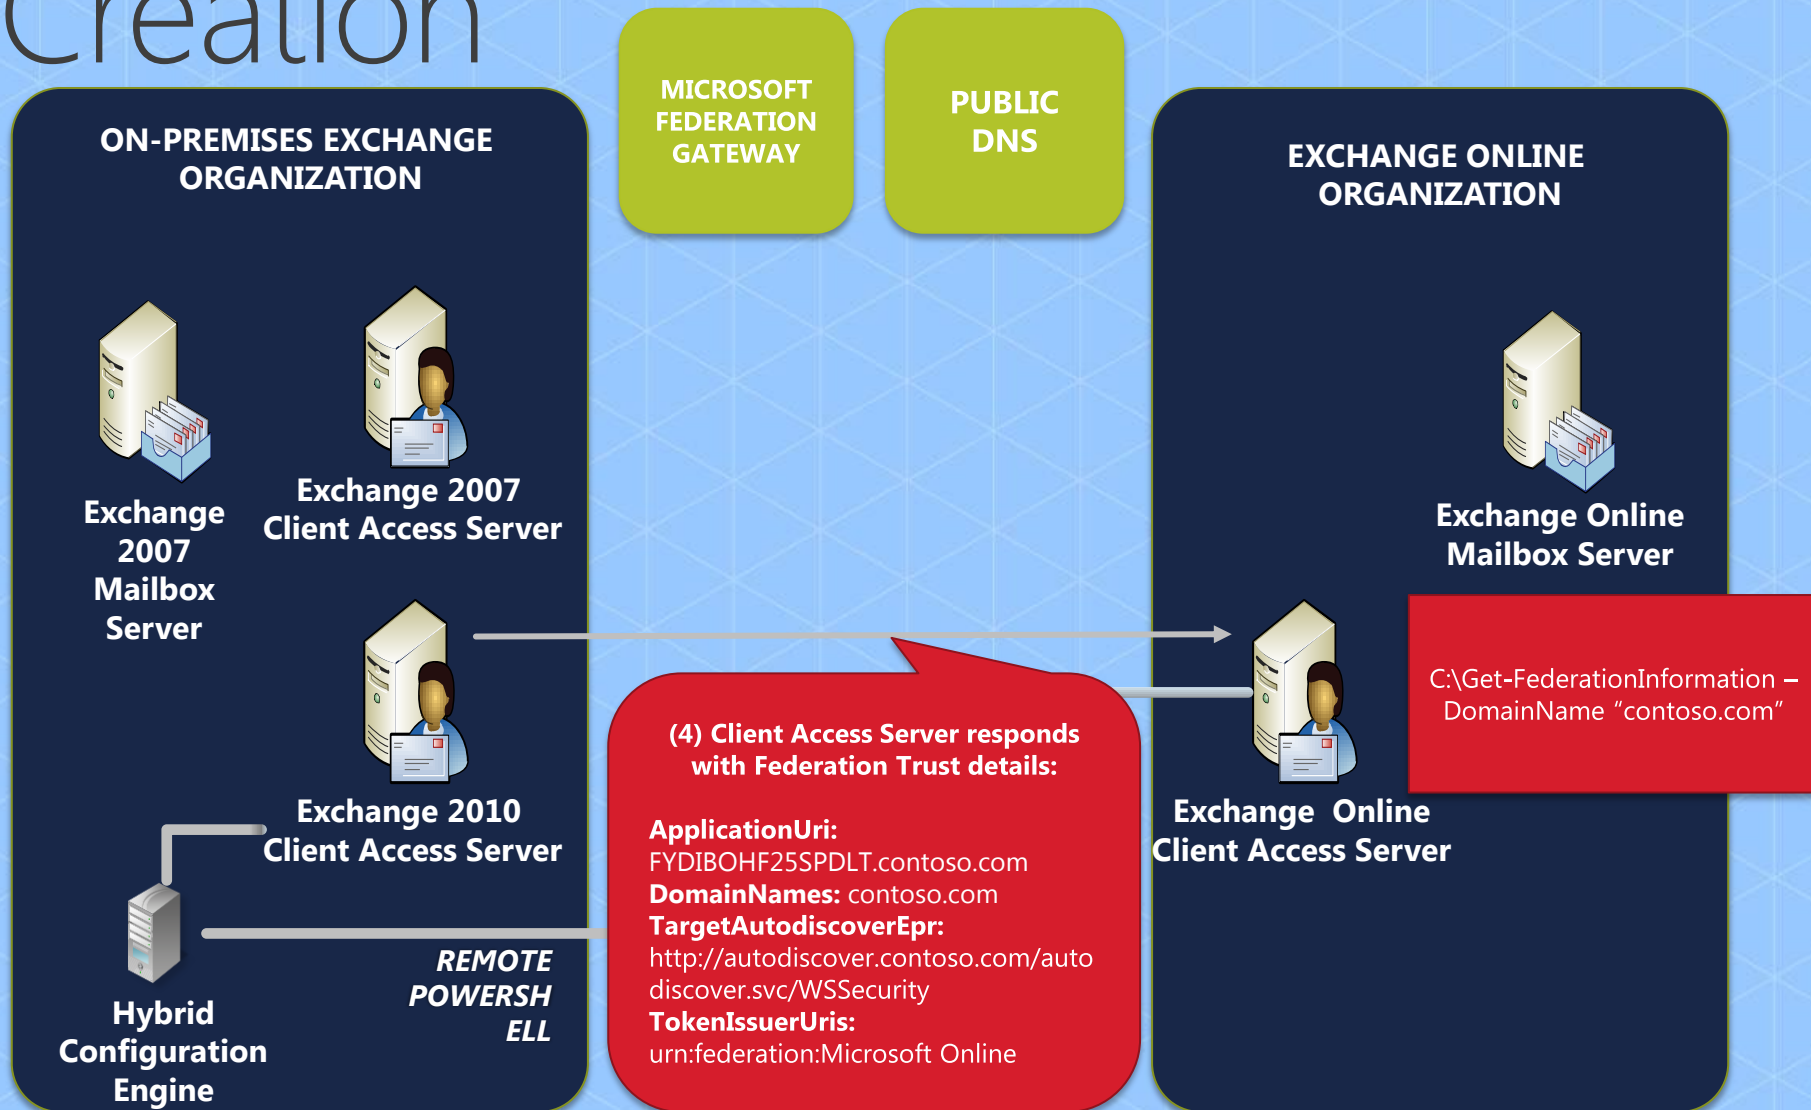 Creation
MICROSOFT
FEDERATION
GATEWAY
PUBLIC
DNS
ON-PREMISES EXCHANGE
ORGANIZATION
EXCHANGE ONLINE
ORGANIZATION
Exchange
2007
Mailbox
Server
Exchange 2007
Client Access Server
Exchange Online
Mailbox Server
C:\Get-FederationInformation –
DomainName “contoso.com”
(4) Client Access Server responds
with Federation Trust details:
ApplicationUri:
FYDIBOHF25SPDLT.contoso.com
DomainNames: contoso.com
TargetAutodiscoverEpr:
http://autodiscover.contoso.com/auto
discover.svc/WSSecurity
TokenIssuerUris:
urn:federation:Microsoft Online
Exchange 2010
Client Access Server
Exchange Online
Client Access Server
REMOTE
POWERSH
ELL
Hybrid
Configuration
Engine